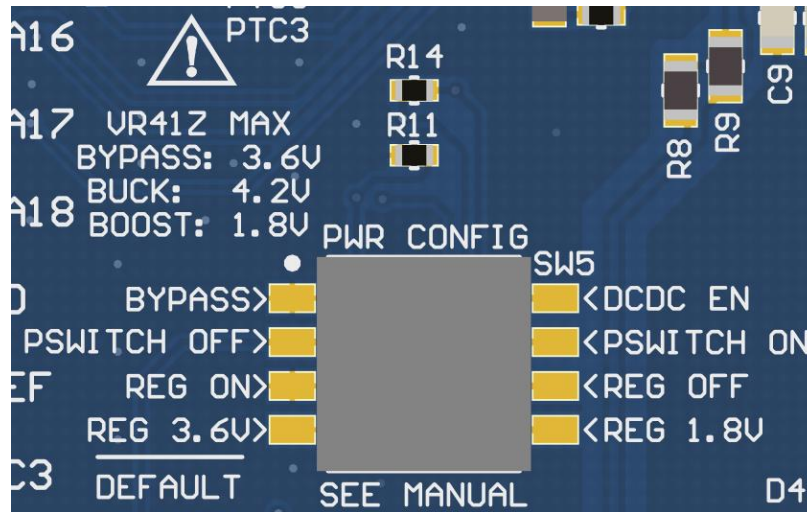 A16
PTC3
R14
C9
A17
VR41Z MAX
R11
R8
R9
BYPASS: 3.6V
BUCK: 4.2V
A18
BOOST: 1.8V
PWR CONFIG
SW5
BYPASS>
<DCDC EN
PSWITCH OFF>
<PSWITCH ON
EF
REG ON>
<REG OFF
REG 3.6V>
<REG 1.8V
C3
DEFAULT
SEE MANUAL
D4